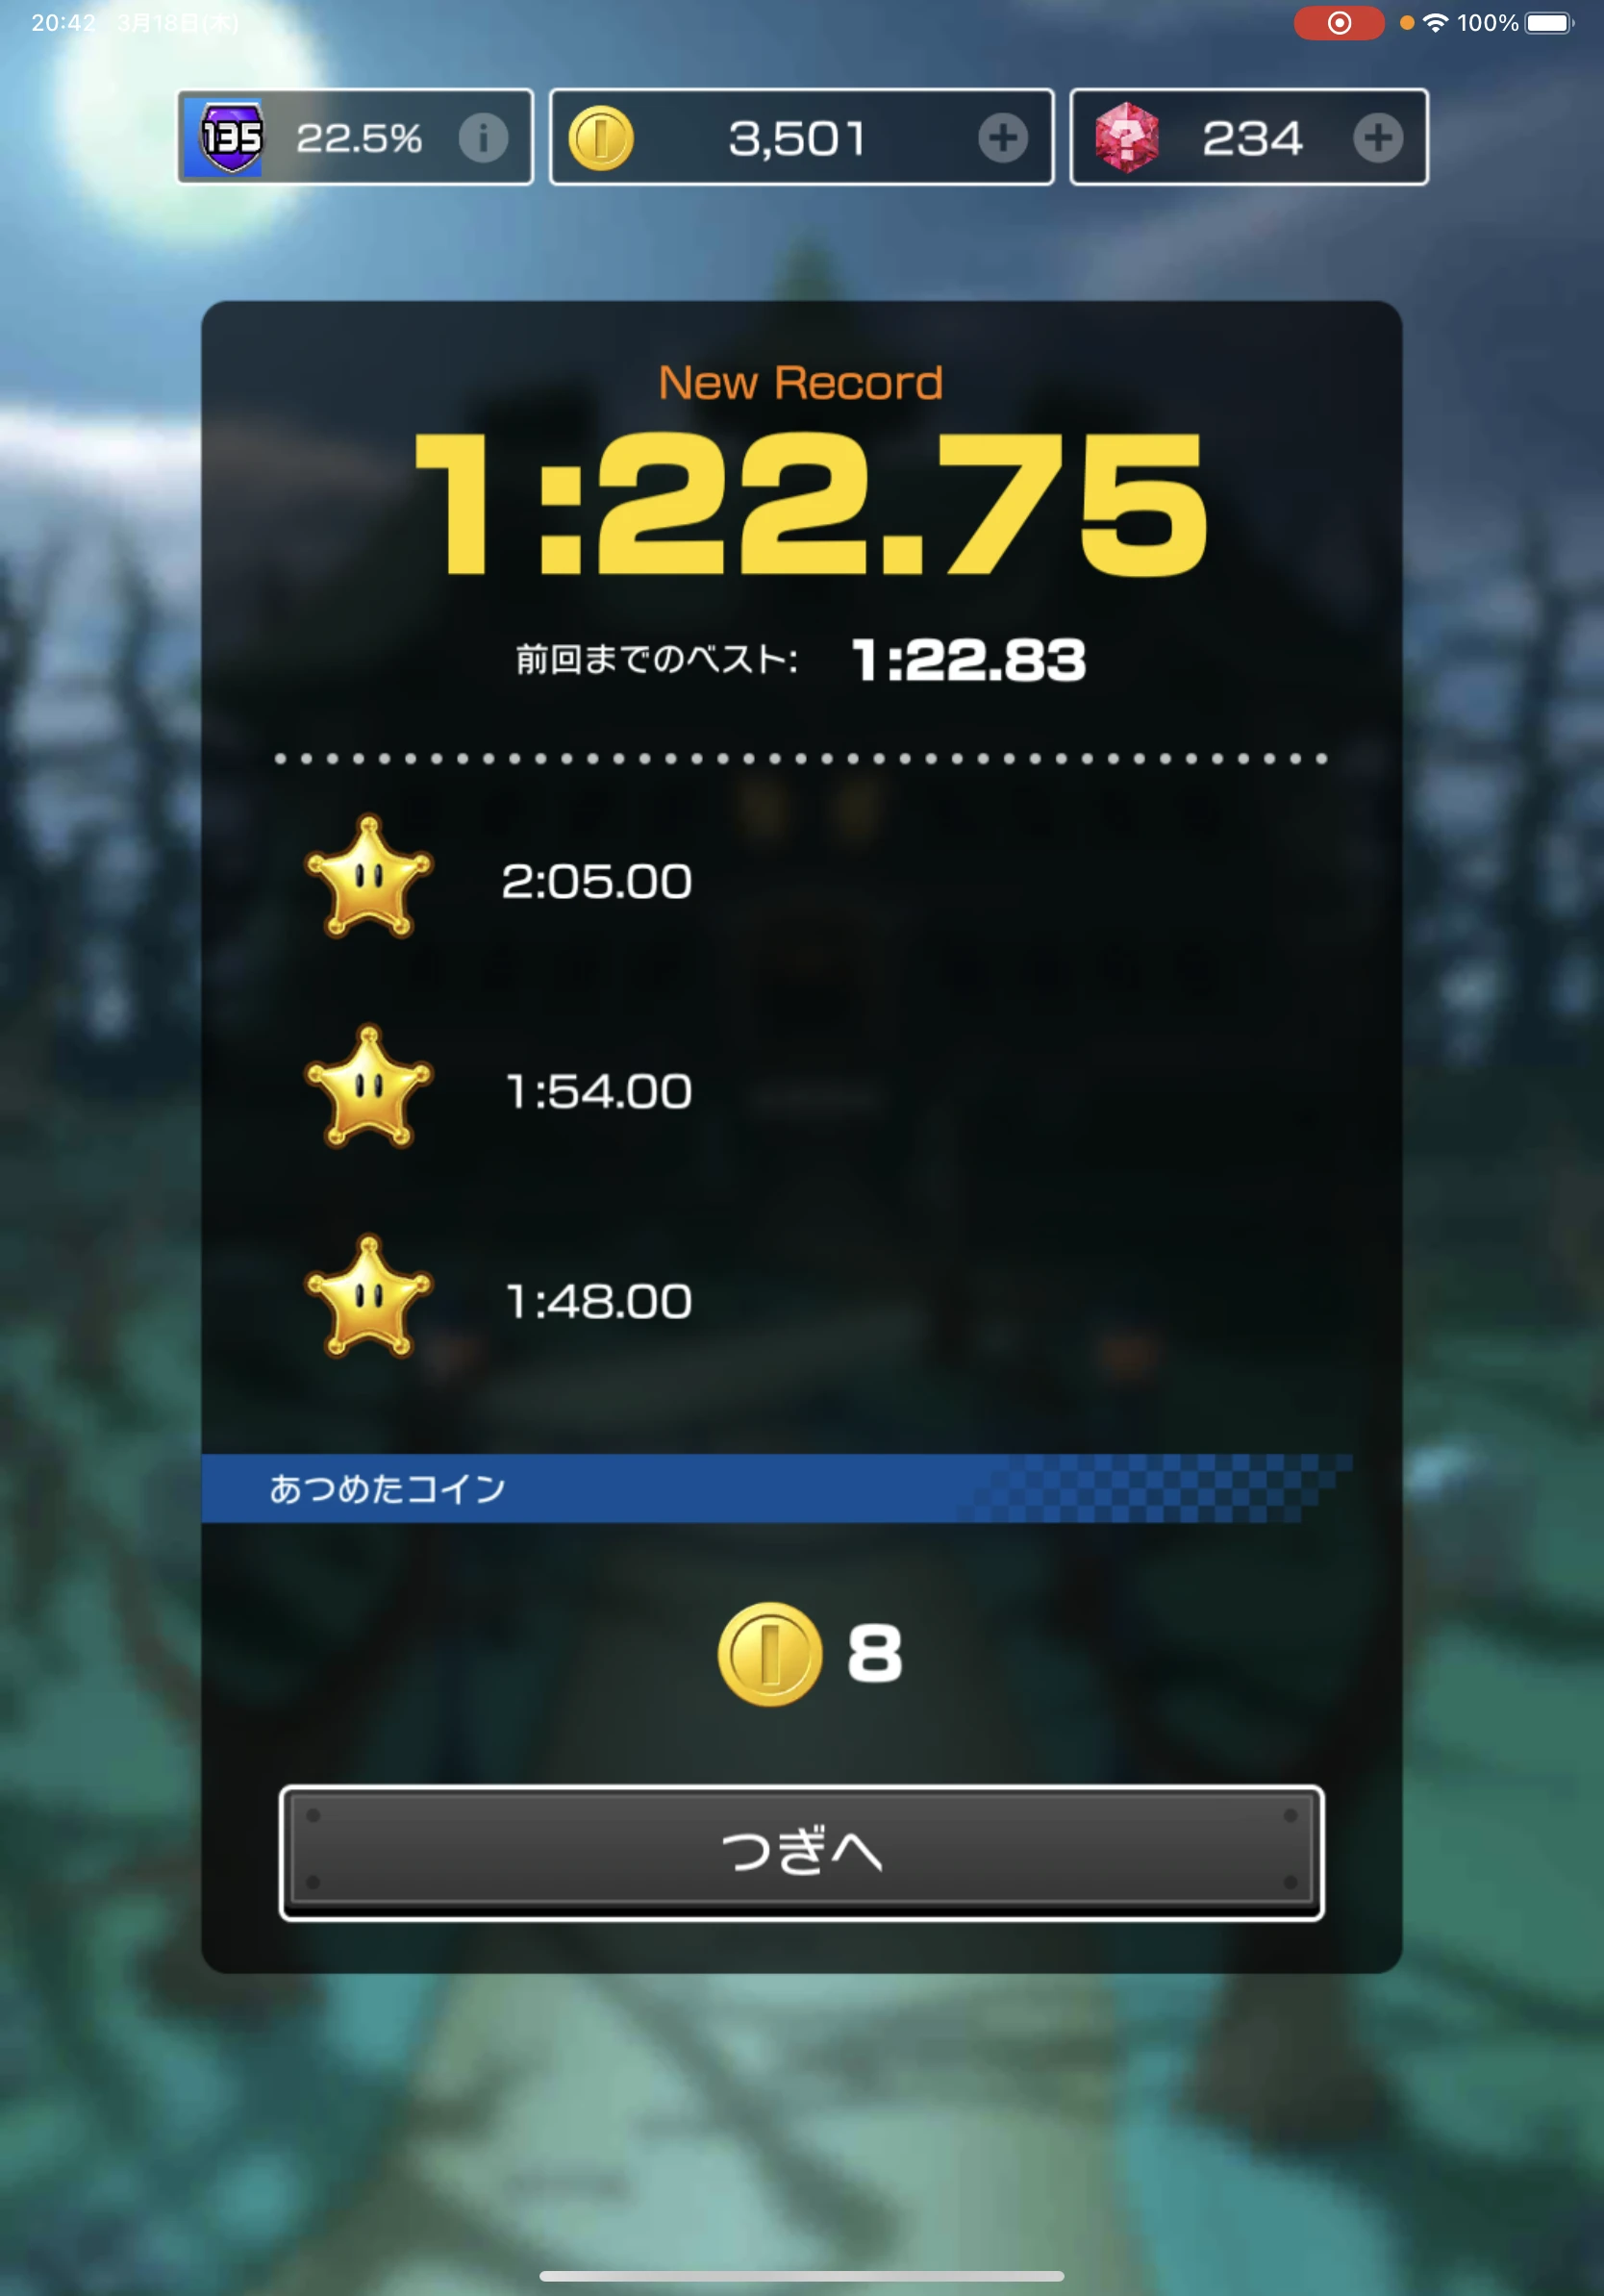 20:42 3月18日(木) 100%
135 22.5% i 3,501 + ? 234 +
New Record
1:22.75
前回までのベスト: 1:22.83
2:05.00
1:54.00
1:48.00
あつめたコイン
8
つぎへ